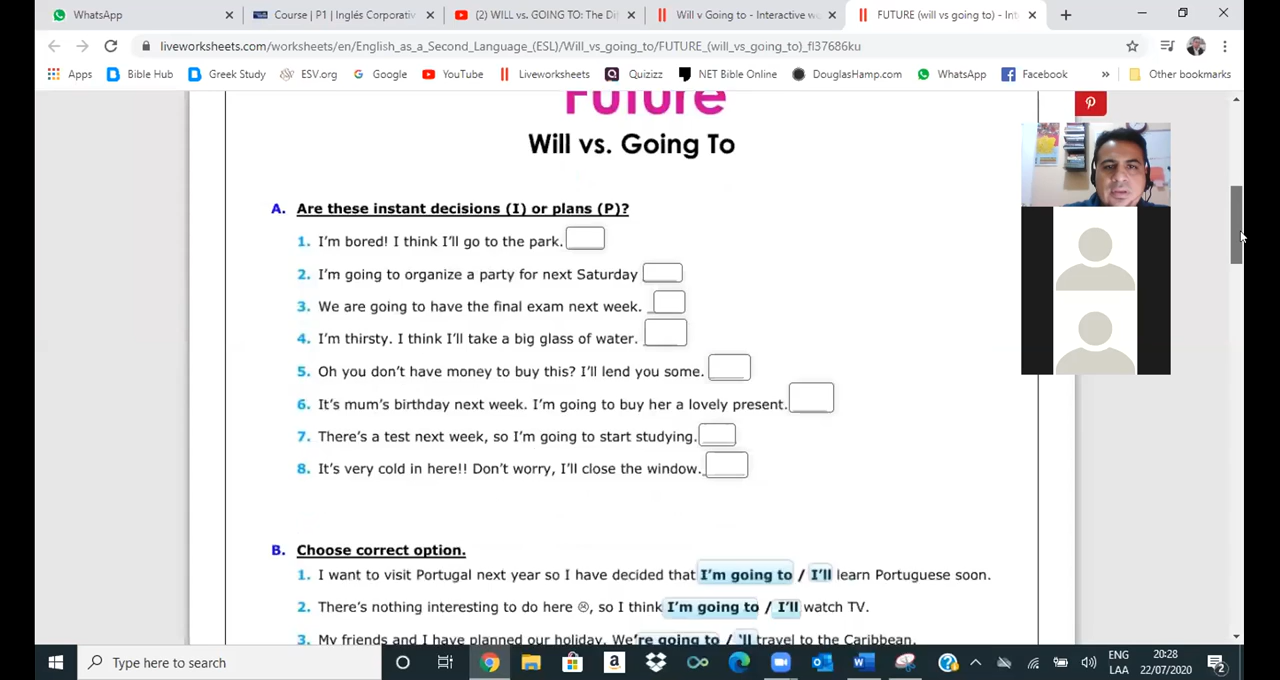 WhatsApp
Course | P1 | Inglés Corporativ
(2) WILL vs. GOING TO: The Di
Will v Going to - Interactive wo
FUTURE (will vs going to) - Int
liveworksheets.com/worksheets/en/English_as_a_Second_Language_(ESL)/Will_vs_going_to/FUTURE_(will_vs_going_to)_fl37686ku
Apps Bible Hub Greek Study ESV.org Google YouTube Liveworksheets Quizizz NET Bible Online DouglasHamp.com WhatsApp Facebook » Other bookmarks
Future
Will vs. Going To
A. Are these instant decisions (I) or plans (P)?
1. I'm bored! I think I'll go to the park.
2. I'm going to organize a party for next Saturday
3. We are going to have the final exam next week.
4. I'm thirsty. I think I'll take a big glass of water.
5. Oh you don't have money to buy this? I'll lend you some.
6. It's mum's birthday next week. I'm going to buy her a lovely present.
7. There's a test next week, so I'm going to start studying.
8. It's very cold in here!! Don't worry, I'll close the window.
B. Choose correct option.
1. I want to visit Portugal next year so I have decided that I'm going to / I'll learn Portuguese soon.
2. There's nothing interesting to do here ☹, so I think I'm going to / I'll watch TV.
3. My friends and I have planned our holiday. We're going to / 'll travel to the Caribbean.
Type here to search
ENG 20:28
LAA 22/07/2020
2